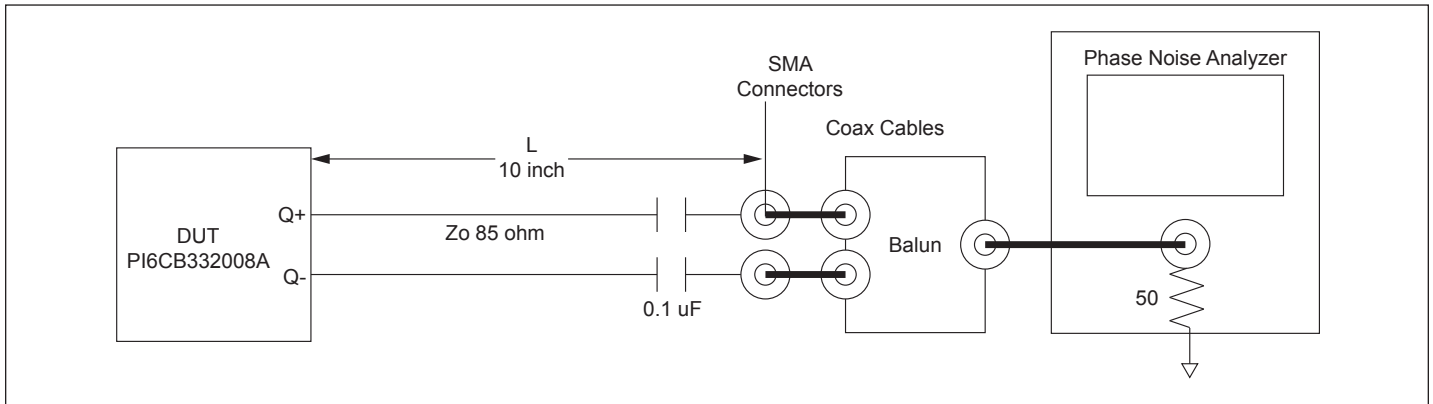 Phase Noise Analyzer
SMA
Connectors
Coax Cables
L
10 inch
Q+
Zo 85 ohm
DUT
PI6CB332008A
Q-
Balun
0.1 uF
50